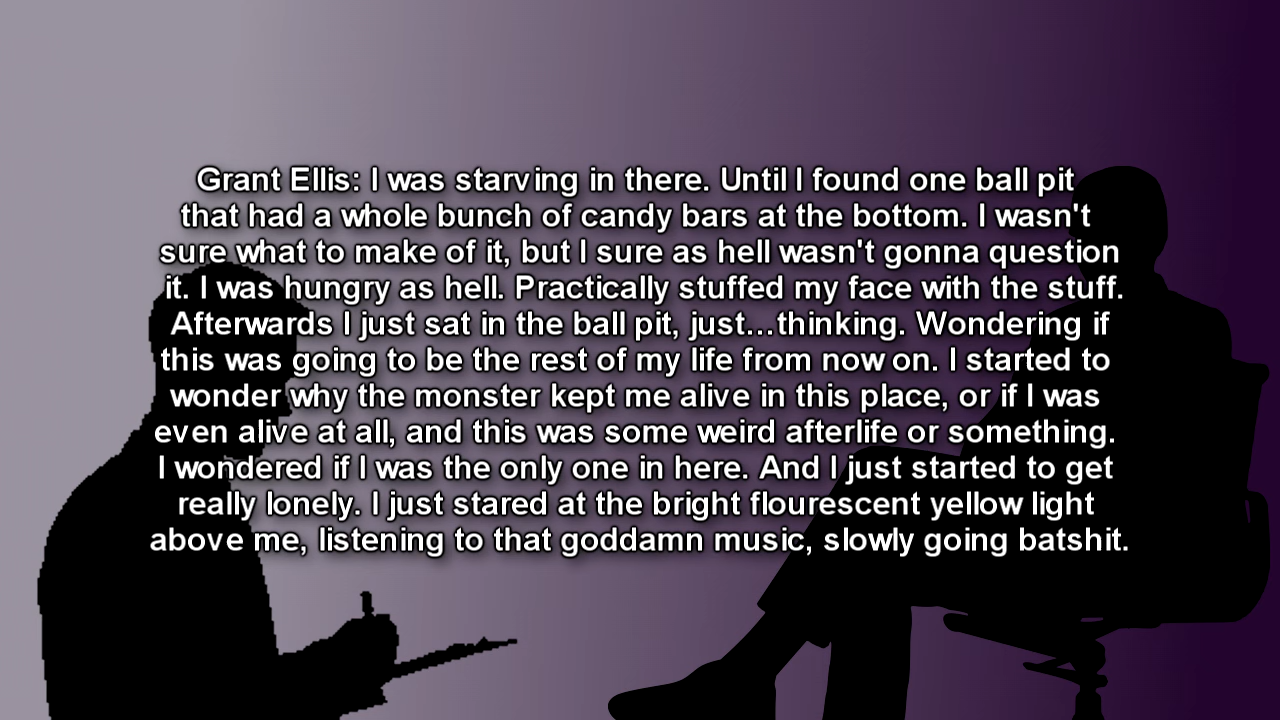 Grant Ellis: I was starving in there. Until I found one ball pit
that had a whole bunch of candy bars at the bottom. I wasn't
sure what to make of it, but I sure as hell wasn't gonna question
it. I was hungry as hell. Practically stuffed my face with the stuff.
Afterwards I just sat in the ball pit, just...thinking. Wondering if
this was going to be the rest of my life from now on. I started to
wonder why the monster kept me alive in this place, or if I was
even alive at all, and this was some weird afterlife or something.
I wondered if I was the only one in here. And I just started to get
really lonely. I just stared at the bright flourescent yellow light
above me, listening to that goddamn music, slowly going batshit.